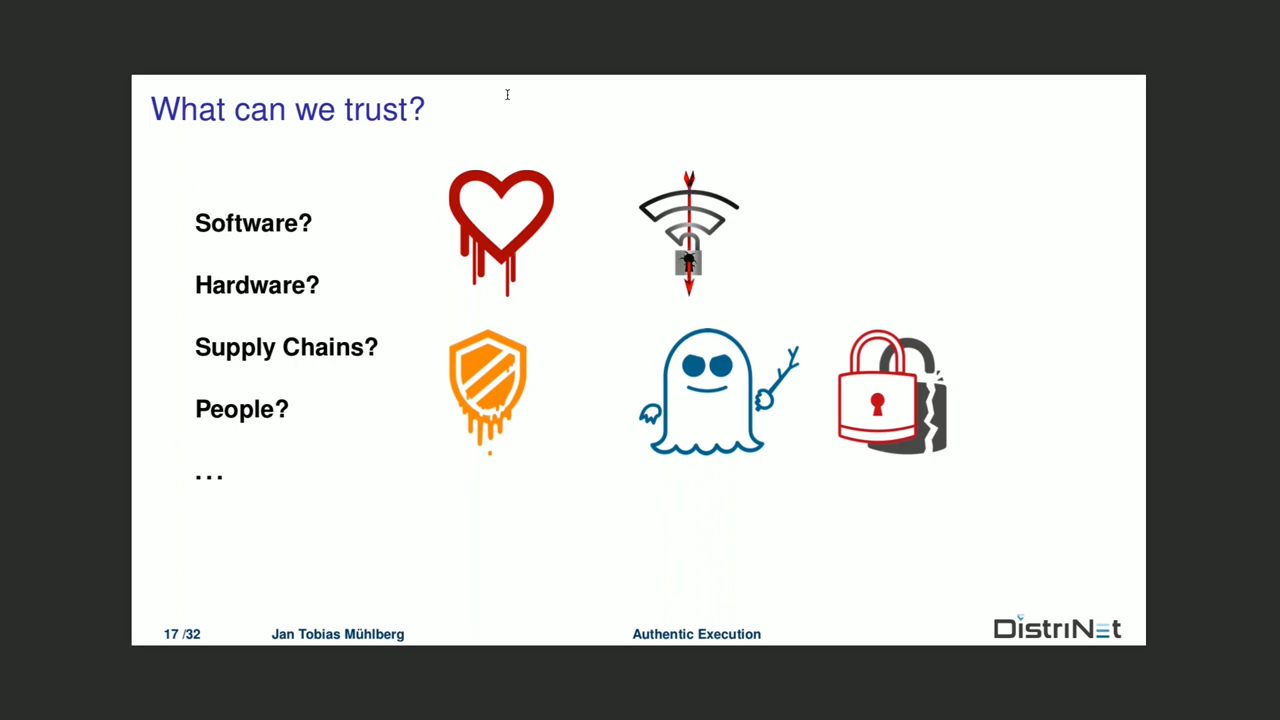 What can we trust?
Software?
Hardware?
Supply Chains?
People?
...
17 /32 Jan Tobias Mühlberg Authentic Execution DistriNet